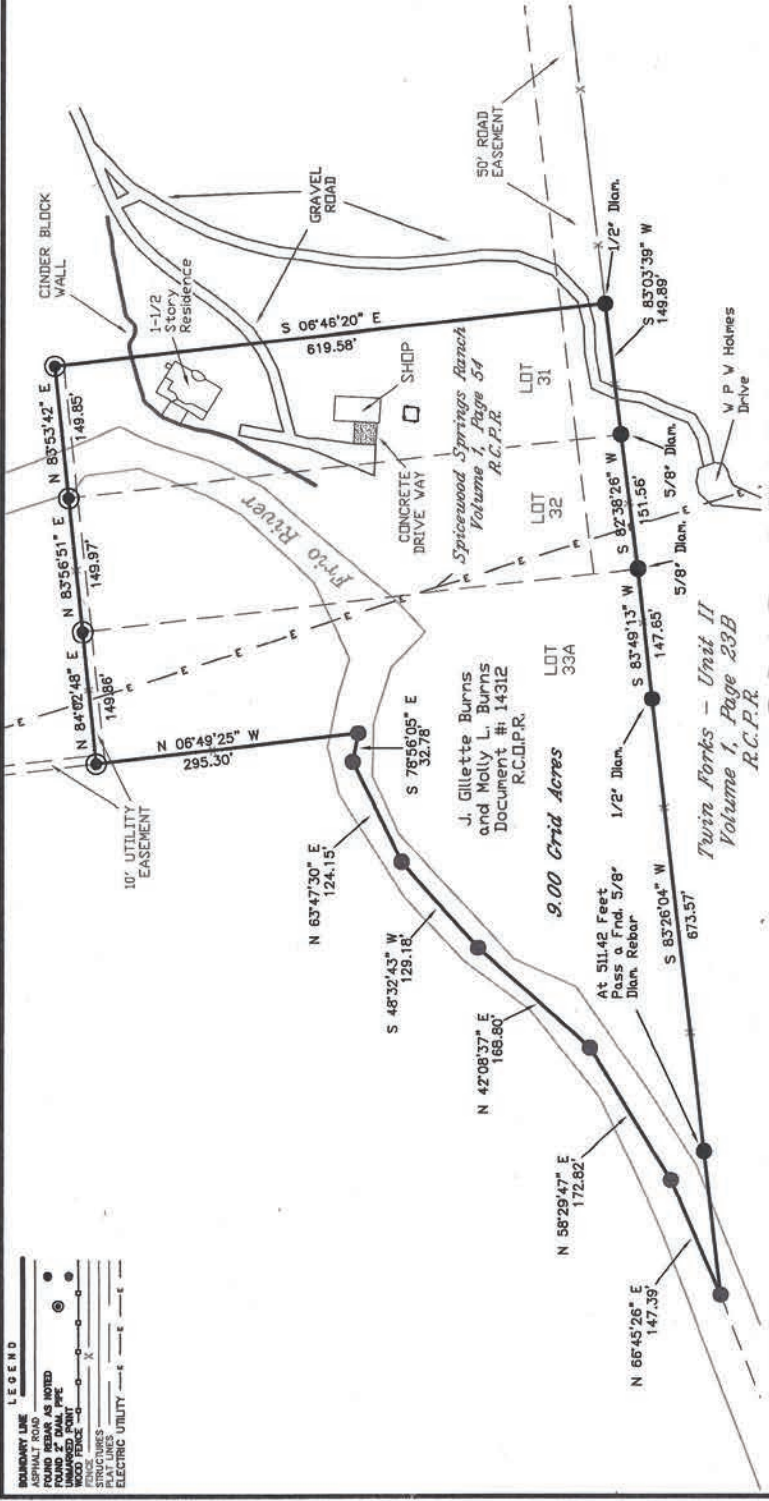 LEGEND
BOUNDARY LINE
ASPHALT ROAD
FOUND REBAR AS NOTED
FOUND 2" DIAM. PIPE
UNMARKED POINT
WOOD FENCE
FENCE X
STRUCTURES
PLAT LINES
ELECTRIC UTILITY E E
10' UTILITY
EASEMENT
N 84°02'48" E
149.86'
N 83°56'51" E
149.97'
N 83°53'42" E
149.85'
CINDER BLOCK
WALL
1-1/2
Story
Residence
GRAVEL
ROAD
S 06°46'20" E
619.58'
SHOP
CONCRETE
DRIVE WAY
Frio River
Spicewood Springs Ranch
Volume 1, Page 54
R.C.P.R.
LOT
31
LOT
32
LOT
33A
50' ROAD
EASEMENT
1/2" Diam.
S 83°03'39" W
149.89'
5/8" Diam.
S 82°38'26" W
151.56'
5/8" Diam.
S 83°49'13" W
147.65'
1/2" Diam.
W P W Holmes
Drive
N 06°49'25" W
295.30'
S 78°56'05" E
32.78'
N 63°47'30" E
124.15'
S 48°32'43" W
129.18'
N 42°08'37" E
168.80'
N 58°29'47" E
172.82'
N 66°45'26" E
147.39'
J. Gillette Burns
and Molly L. Burns
Document #: 14312
R.C.O.P.R.
9.00 Grid Acres
At 511.42 Feet
Pass a Fnd. 5/8"
Diam Rebar
S 83°26'04" W
673.57'
Twin Forks - Unit II
Volume 1, Page 23B
R.C.P.R.